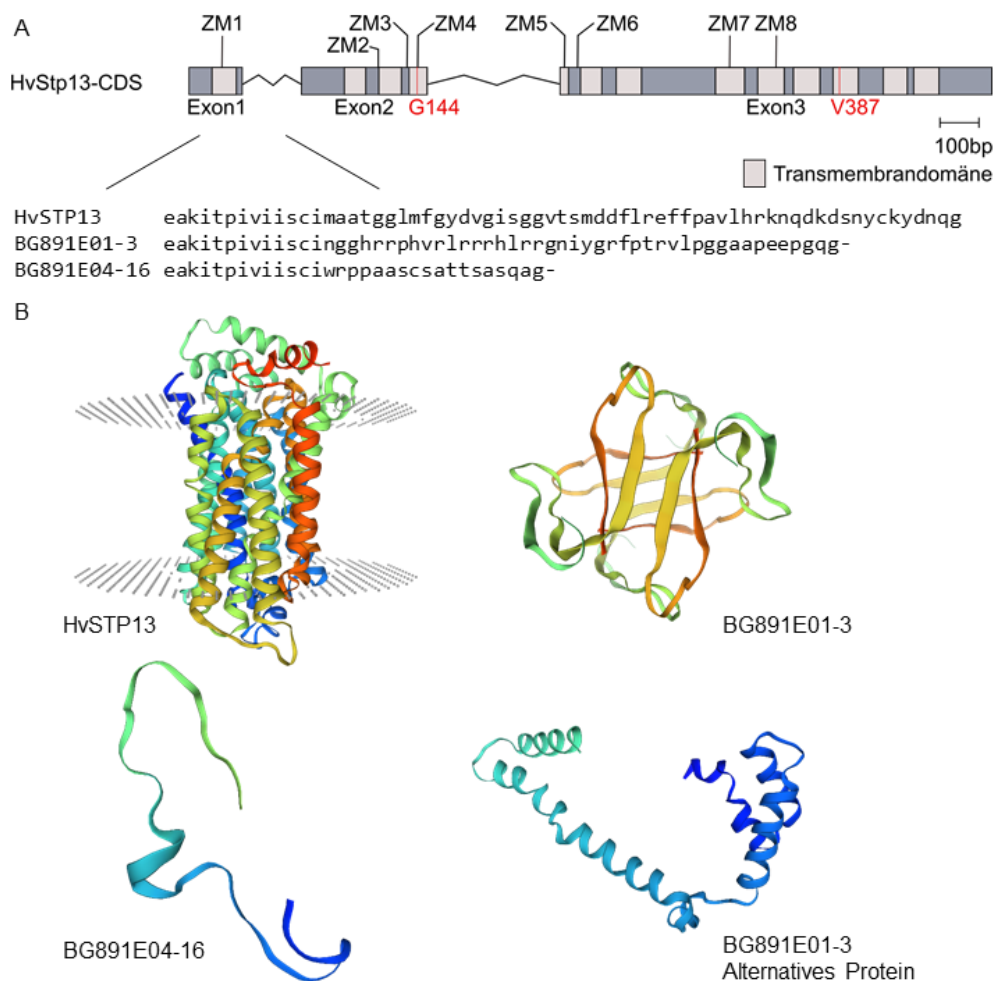 A
ZM1 ZM2 ZM3 ZM4 ZM5 ZM6 ZM7 ZM8
HvStp13-CDS
Exon1 Exon2 G144 Exon3 V387
100bp
Transmembrandomäne
HvSTP13 eakitpiviiscimaatgglmfgydvgisggvtsmddflreffpavlhrknqdkdsnyckydnqg
BG891E01-3 eakitpiviiscingghrrphvrlrrrhlrrgniygrfptrvlpggaapeepgqg-
BG891E04-16 eakitpiviisciwrppaascsattsasqag-
B
HvSTP13
BG891E01-3
BG891E04-16
BG891E01-3
Alternatives Protein